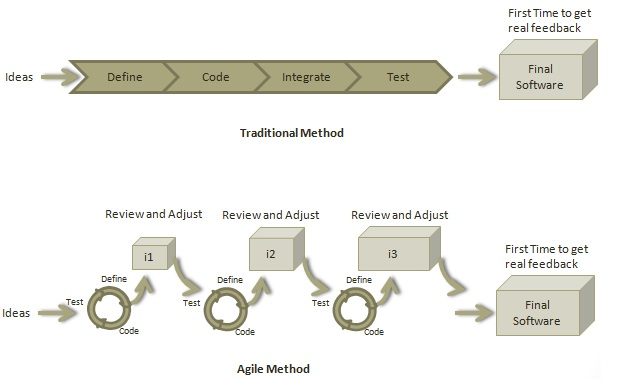 First Time to get
real feedback
Ideas
Define
Code
Integrate
Test
Final
Software
Traditional Method
Review and Adjust
Review and Adjust
Review and Adjust
i1
i2
i3
First Time to get
real feedback
Define
Define
Define
Ideas
Test
Test
Test
Code
Code
Code
Final
Software
Agile Method